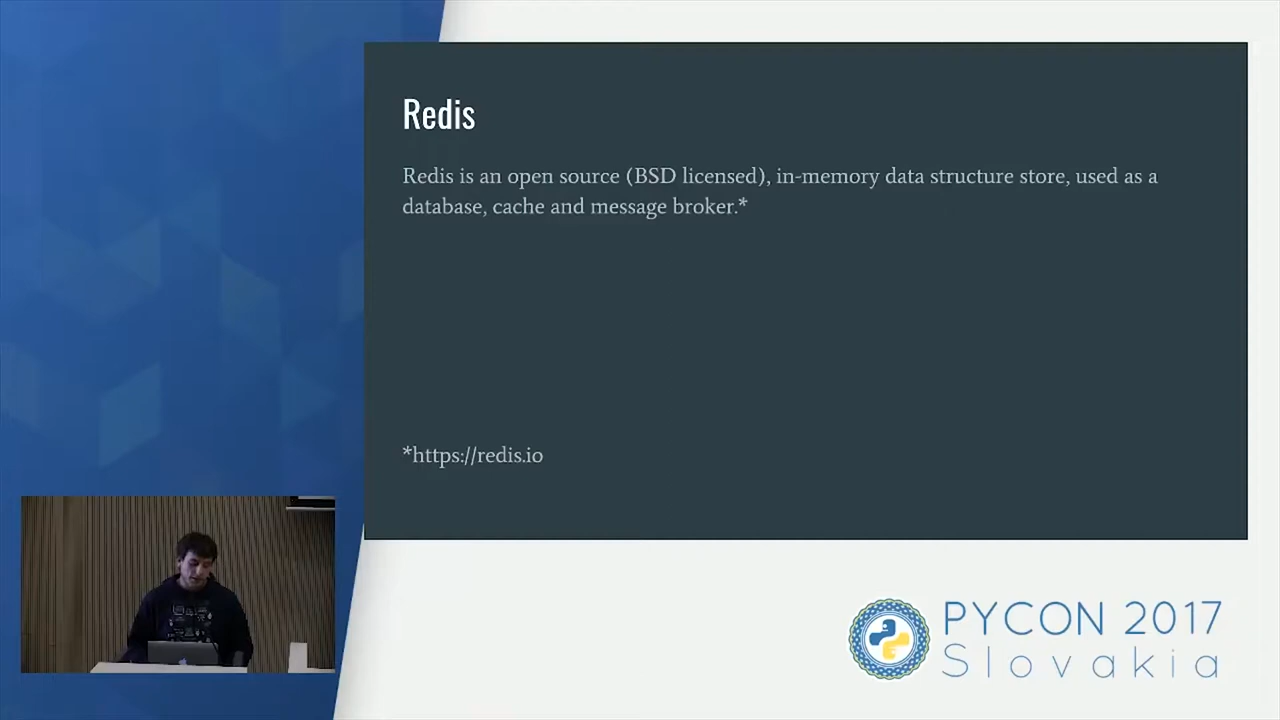 Redis
Redis is an open source (BSD licensed), in-memory data structure store, used as a
database, cache and message broker.*
*https://redis.io
PYCON 2017
Slovakia